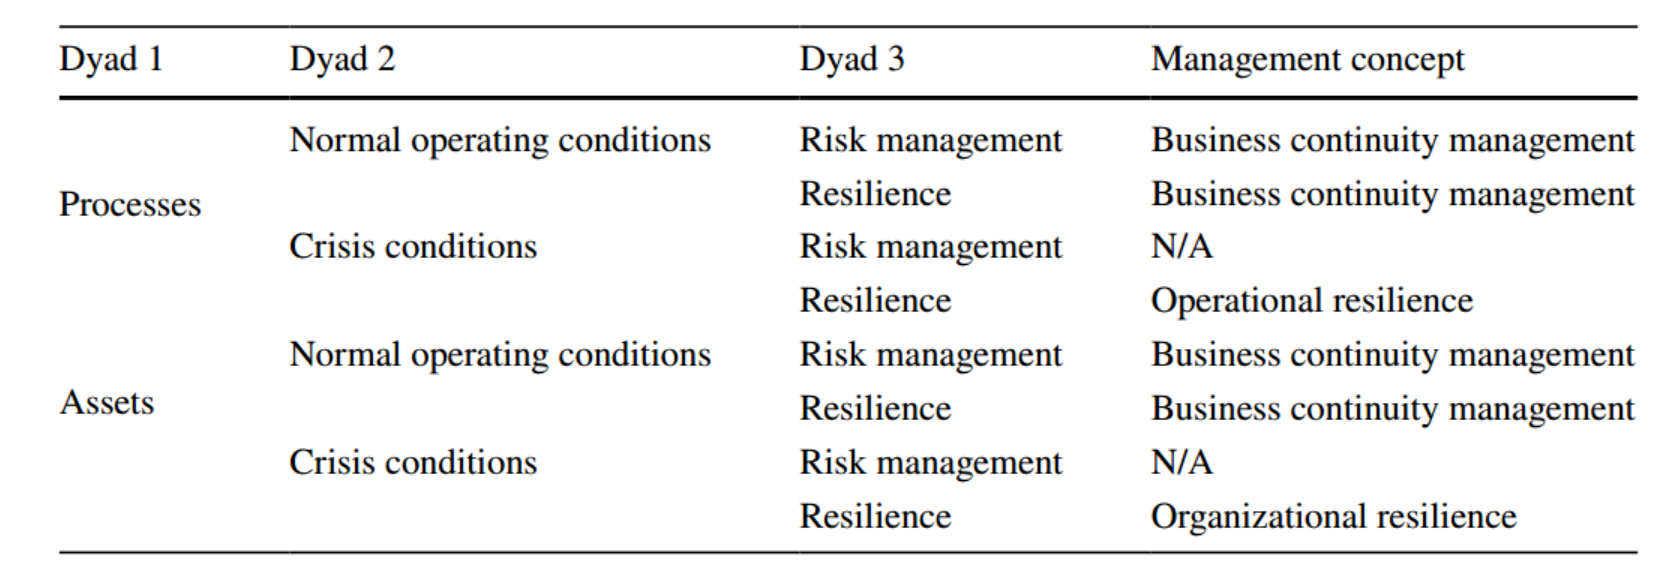 Dyad 1 Dyad 2 Dyad 3 Management concept
Normal operating conditions Risk management Business continuity management
Processes Resilience Business continuity management
Crisis conditions Risk management N/A
Resilience Operational resilience
Normal operating conditions Risk management Business continuity management
Assets Resilience Business continuity management
Crisis conditions Risk management N/A
Resilience Organizational resilience